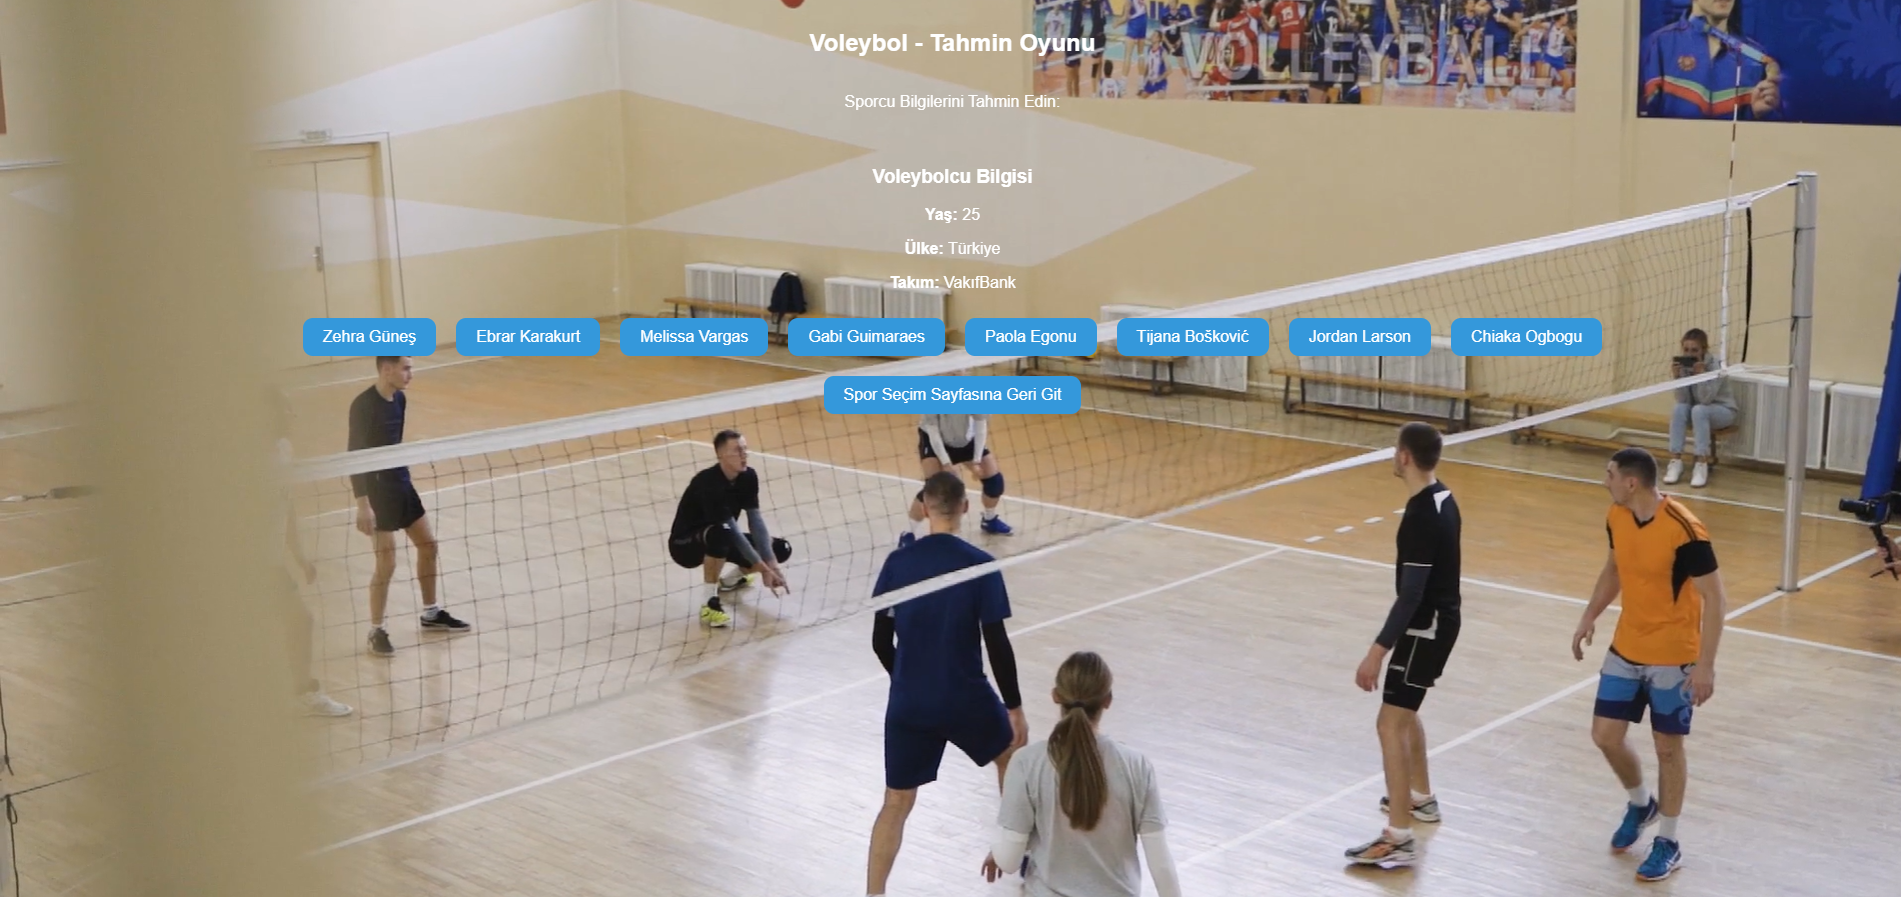 VOLLEYBALL
Voleybol - Tahmin Oyunu
Sporcu Bilgilerini Tahmin Edin:
Voleybolcu Bilgisi
Yaş: 25
Ülke: Türkiye
Takım: VakıfBank
Zehra Güneş Ebrar Karakurt Melissa Vargas Gabi Guimaraes Paola Egonu Tijana Bošković Jordan Larson Chiaka Ogbogu
Spor Seçim Sayfasına Geri Git